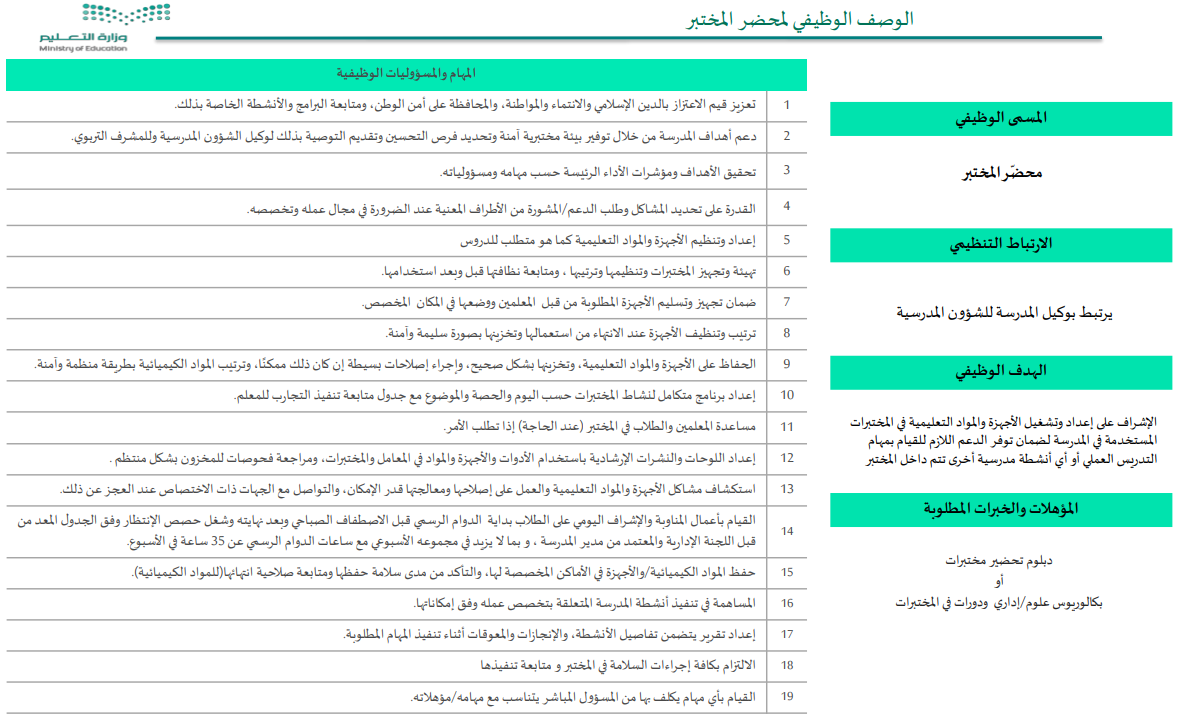 وزارة التعليم
Ministry of Education
الوصف الوظيفي لمحضر المختبر
المسمى الوظيفي
محضّر المختبر
الارتباط التنظيمي
يرتبط بوكيل المدرسة للشؤون المدرسية
الهدف الوظيفي
الإشراف على إعداد وتشغيل الأجهزة والمواد التعليمية في المختبرات
المستخدمة في المدرسة لضمان توفر الدعم اللازم للقيام بمهام
التدريس العملي أو أي أنشطة مدرسية أخرى تتم داخل المختبر
المؤهلات والخبرات المطلوبة
دبلوم تحضير مختبرات
أو
بكالوريوس علوم/إداري ودورات في المختبرات
المهام والمسؤوليات الوظيفية
1 تعزيز قيم الاعتزاز بالدين الإسلامي والانتماء والمواطنة، والمحافظة على أمن الوطن، ومتابعة البرامج والأنشطة الخاصة بذلك.
2 دعم أهداف المدرسة من خلال توفير بيئة مختبرية آمنة وتحديد فرص التحسين وتقديم التوصية بذلك لوكيل الشؤون المدرسية وللمشرف التربوي.
3 تحقيق الأهداف ومؤشرات الأداء الرئيسة حسب مهامه ومسؤولياته.
4 القدرة على تحديد المشاكل وطلب الدعم/المشورة من الأطراف المعنية عند الضرورة في مجال عمله وتخصصه.
5 إعداد وتنظيم الأجهزة والمواد التعليمية كما هو متطلب للدروس
6 تهيئة وتجهيز المختبرات وتنظيمها وترتيبها ، ومتابعة نظافتها قبل وبعد استخدامها.
7 ضمان تجهيز وتسليم الأجهزة المطلوبة من قبل المعلمين ووضعها في المكان المخصص.
8 ترتيب وتنظيف الأجهزة عند الانتهاء من استعمالها وتخزينها بصورة سليمة وآمنة.
9 الحفاظ على الأجهزة والمواد التعليمية، وتخزينها بشكل صحيح، وإجراء إصلاحات بسيطة إن كان ذلك ممكنًا، وترتيب المواد الكيميائية بطريقة منظمة وآمنة.
10 إعداد برنامج متكامل لنشاط المختبرات حسب اليوم والحصة والموضوع مع جدول متابعة تنفيذ التجارب للمعلم.
11 مساعدة المعلمين والطلاب في المختبر (عند الحاجة) إذا تطلب الأمر.
12 إعداد اللوحات والنشرات الإرشادية باستخدام الأدوات والأجهزة والمواد في المعامل والمختبرات، ومراجعة فحوصات للمخزون بشكل منتظم .
13 استكشاف مشاكل الأجهزة والمواد التعليمية والعمل على إصلاحها ومعالجتها قدر الإمكان، والتواصل مع الجهات ذات الاختصاص عند العجز عن ذلك.
14 القيام بأعمال المناوبة والإشراف اليومي على الطلاب بداية الدوام الرسمي قبل الاصطفاف الصباحي وبعد نهايته وشغل حصص الإنتظار وفق الجدول المعد من
قبل اللجنة الإدارية والمعتمد من مدير المدرسة ، و بما لا يزيد في مجموعه الأسبوعي مع ساعات الدوام الرسمي عن 35 ساعة في الأسبوع.
15 حفظ المواد الكيميائية/والأجهزة في الأماكن المخصصة لها، والتأكد من مدى سلامة حفظها ومتابعة صلاحية انتهائها(للمواد الكيميائية).
16 المساهمة في تنفيذ أنشطة المدرسة المتعلقة بتخصص عمله وفق إمكاناتها.
17 إعداد تقرير يتضمن تفاصيل الأنشطة، والإنجازات والمعوقات أثناء تنفيذ المهام المطلوبة.
18 الالتزام بكافة إجراءات السلامة في المختبر و متابعة تنفيذها
19 القيام بأي مهام يكلف بها من المسؤول المباشر يتناسب مع مهامه/مؤهلاته.